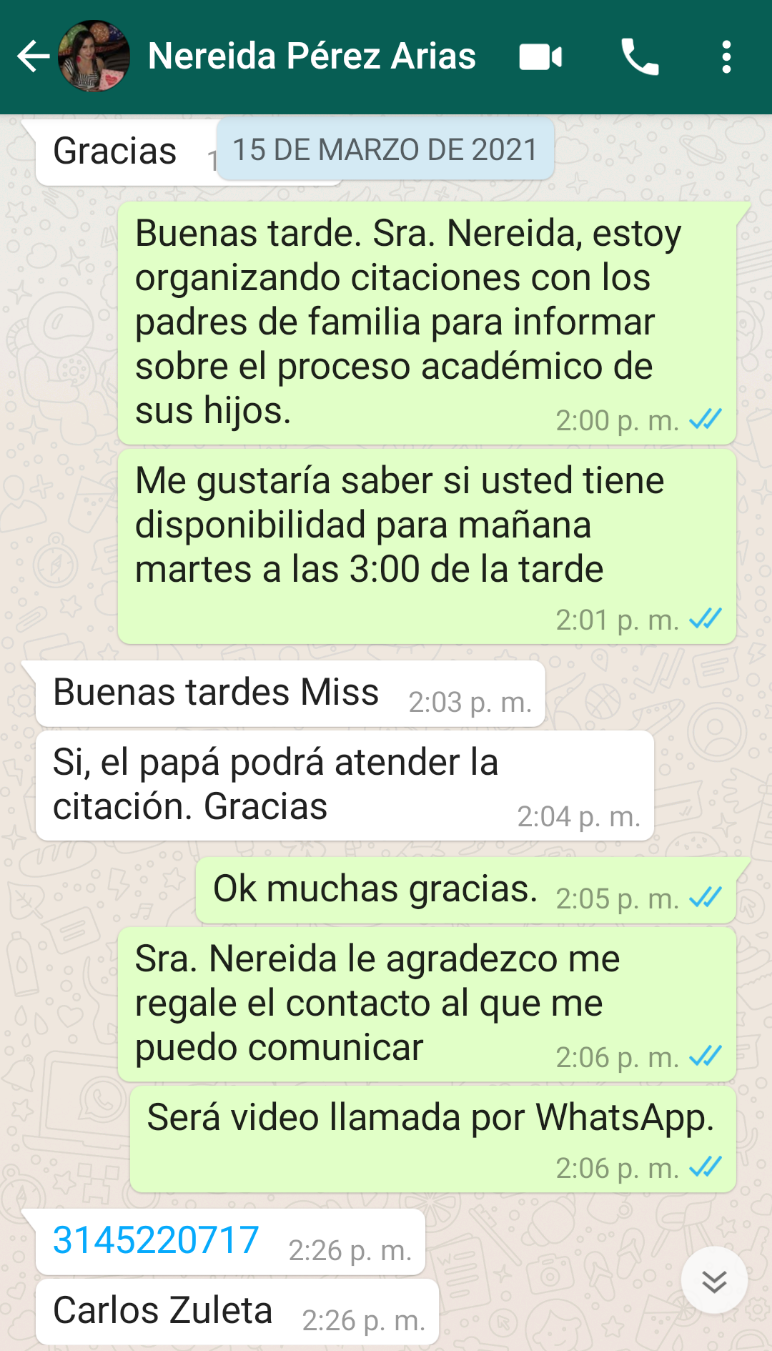 Nereida Pérez Arias
15 DE MARZO DE 2021
Gracias
Buenas tarde. Sra. Nereida, estoy
organizando citaciones con los
padres de familia para informar
sobre el proceso académico de
sus hijos.
2:00 p. m.
Me gustaría saber si usted tiene
disponibilidad para mañana
martes a las 3:00 de la tarde
2:01 p. m.
Buenas tardes Miss 2:03 p. m.
Si, el papá podrá atender la
citación. Gracias 2:04 p. m.
Ok muchas gracias. 2:05 p. m.
Sra. Nereida le agradezco me
regale el contacto al que me
puedo comunicar 2:06 p. m.
Será video llamada por WhatsApp.
2:06 p. m.
3145220717 2:26 p. m.
Carlos Zuleta 2:26 p. m.